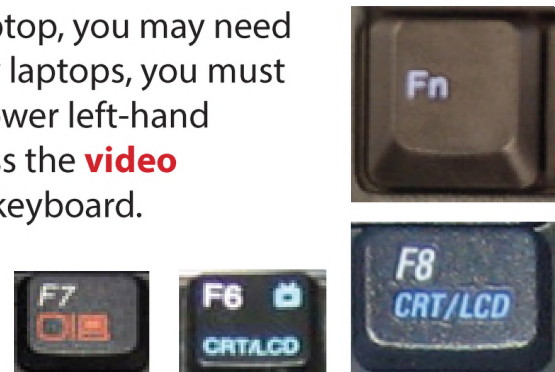 ptop, you may need
laptops, you must
wer left-hand
s the video
keyboard.
Fn
F7
F6
CRT/LCD
F8
CRT/LCD